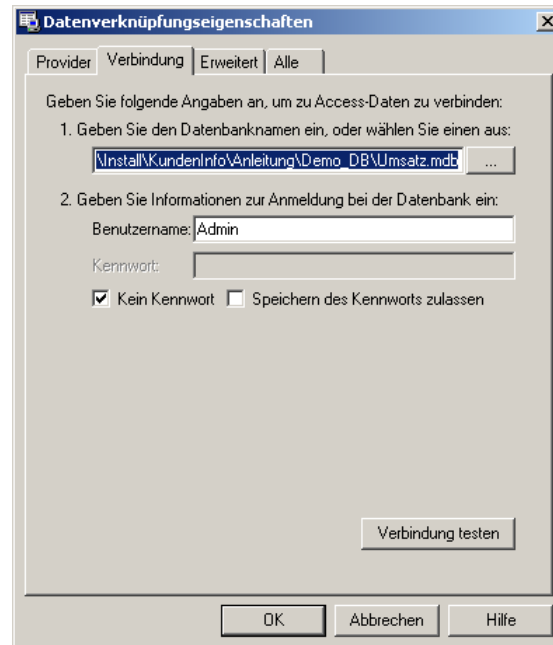 Datenverknüpfungseigenschaften
Provider Verbindung Erweitert Alle
Geben Sie folgende Angaben an, um zu Access-Daten zu verbinden:
1. Geben Sie den Datenbanknamen ein, oder wählen Sie einen aus:
\Install\KundenInfo\Anleitung\Demo_DB\Umsatz.mdb ...
2. Geben Sie Informationen zur Anmeldung bei der Datenbank ein:
Benutzername: Admin
Kennwort:
Kein Kennwort Speichern des Kennworts zulassen
Verbindung testen
OK Abbrechen Hilfe